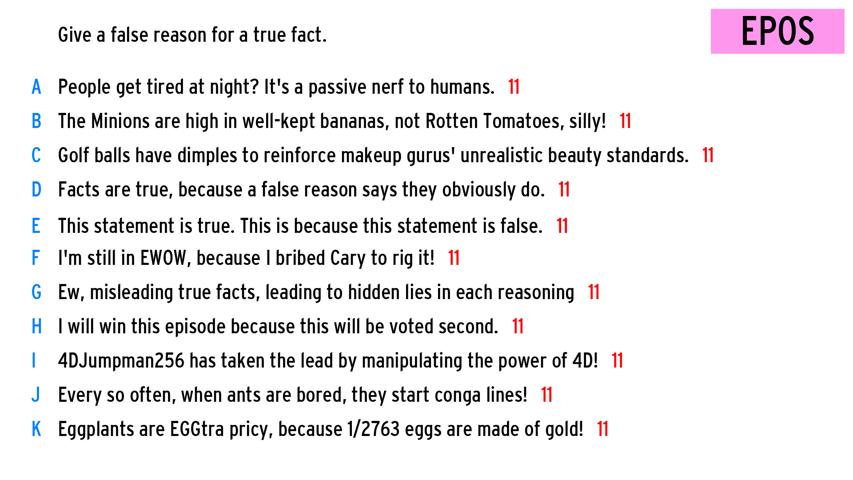 Give a false reason for a true fact.
EPOS
A People get tired at night? It's a passive nerf to humans. 11
B The Minions are high in well-kept bananas, not Rotten Tomatoes, silly! 11
C Golf balls have dimples to reinforce makeup gurus' unrealistic beauty standards. 11
D Facts are true, because a false reason says they obviously do. 11
E This statement is true. This is because this statement is false. 11
F I'm still in EWOW, because I bribed Cary to rig it! 11
G Ew, misleading true facts, leading to hidden lies in each reasoning 11
H I will win this episode because this will be voted second. 11
I 4DJumpman256 has taken the lead by manipulating the power of 4D! 11
J Every so often, when ants are bored, they start conga lines! 11
K Eggplants are EGGtra pricy, because 1/2763 eggs are made of gold! 11